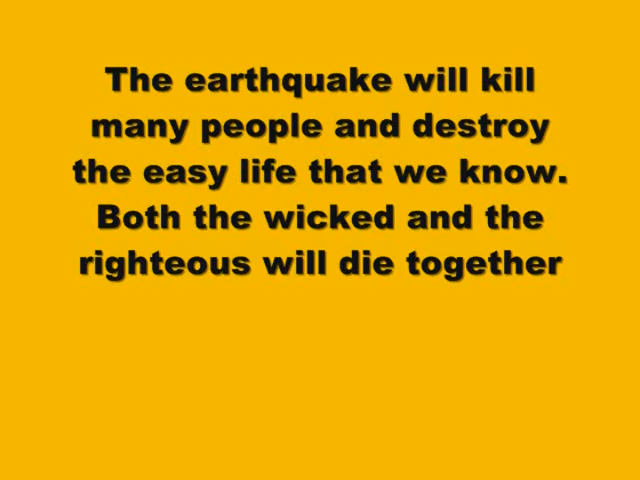 The earthquake will kill
many people and destroy
the easy life that we know.
Both the wicked and the
righteous will die together